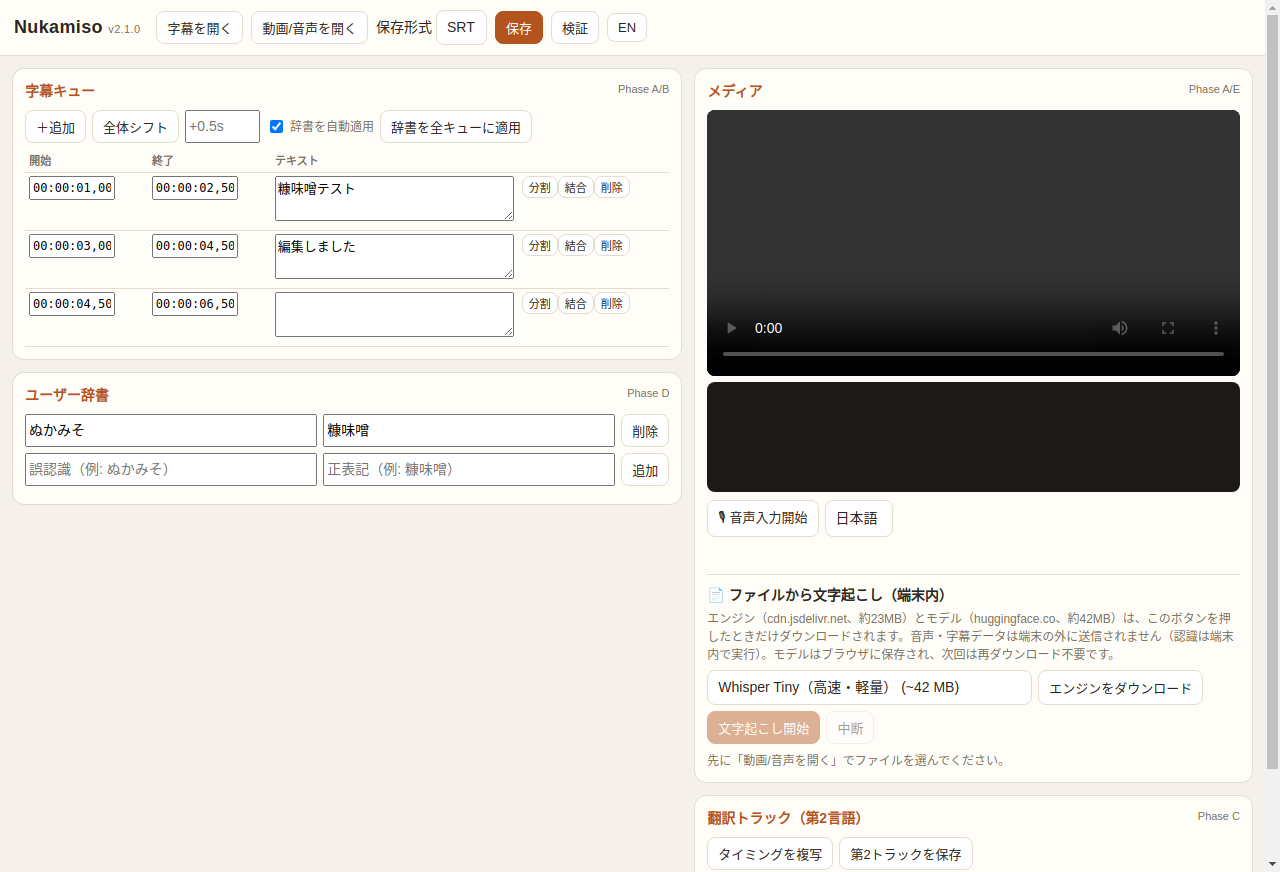 Nukamiso v2.1.0 字幕を開く 動画/音声を開く 保存形式 SRT 保存 検証 EN
字幕キュー Phase A/B
＋追加 全体シフト +0.5s 辞書を自動適用 辞書を全キューに適用
開始 終了 テキスト
00:00:01,00 00:00:02,50 糠味噌テスト 分割 結合 削除
00:00:03,00 00:00:04,50 編集しました 分割 結合 削除
00:00:04,50 00:00:06,50 分割 結合 削除
ユーザー辞書 Phase D
ぬかみそ 糠味噌 削除
誤認識（例: ぬかみそ） 正表記（例: 糠味噌） 追加
メディア Phase A/E
0:00
音声入力開始 日本語
ファイルから文字起こし（端末内）
エンジン（cdn.jsdelivr.net、約23MB）とモデル（huggingface.co、約42MB）は、このボタンを押
したときだけダウンロードされます。音声・字幕データは端末の外に送信されません（認識は端末
内で実行）。モデルはブラウザに保存され、次回は再ダウンロード不要です。
Whisper Tiny（高速・軽量） (~42 MB) エンジンをダウンロード
文字起こし開始 中断
先に「動画/音声を開く」でファイルを選んでください。
翻訳トラック（第2言語） Phase C
タイミングを複写 第2トラックを保存